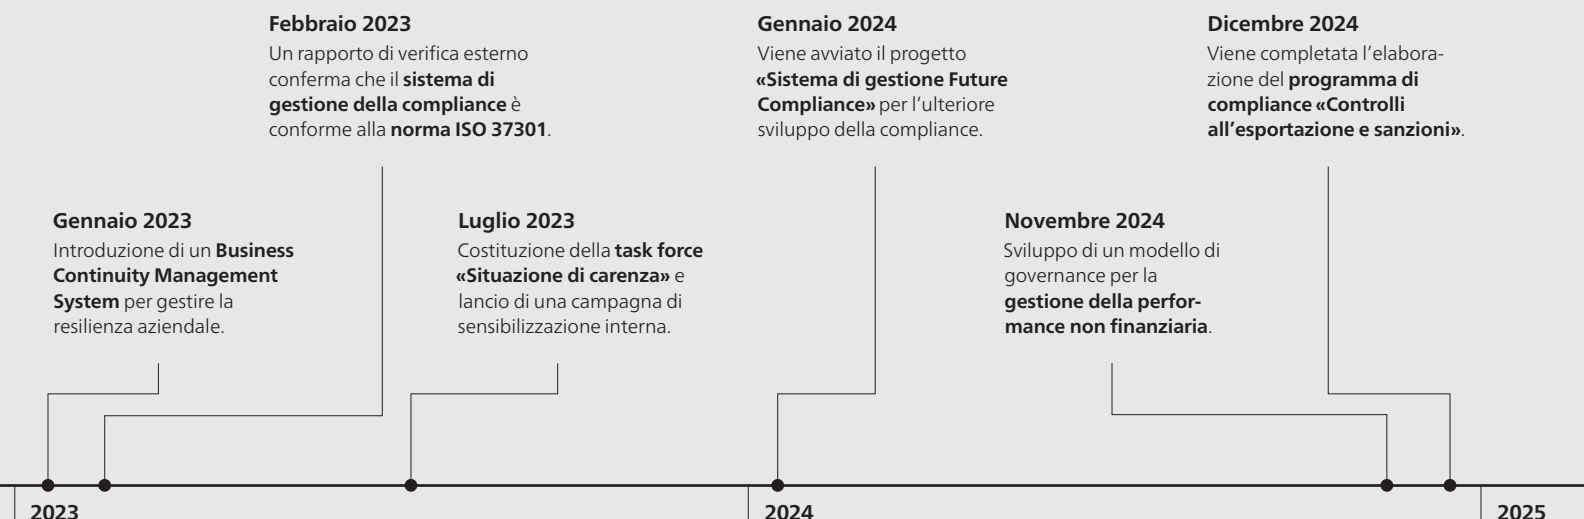 Febbraio 2023
Un rapporto di verifica esterno
conferma che il sistema di
gestione della compliance è
conforme alla norma ISO 37301.
Gennaio 2024
Viene avviato il progetto
«Sistema di gestione Future
Compliance» per l’ulteriore
sviluppo della compliance.
Dicembre 2024
Viene completata l’elabora-
zione del programma di
compliance «Controlli
all’esportazione e sanzioni».
Gennaio 2023
Introduzione di un Business
Continuity Management
System per gestire la
resilienza aziendale.
Luglio 2023
Costituzione della task force
«Situazione di carenza» e
lancio di una campagna di
sensibilizzazione interna.
Novembre 2024
Sviluppo di un modello di
governance per la
gestione della perfor-
mance non finanziaria.
2023
2024
2025